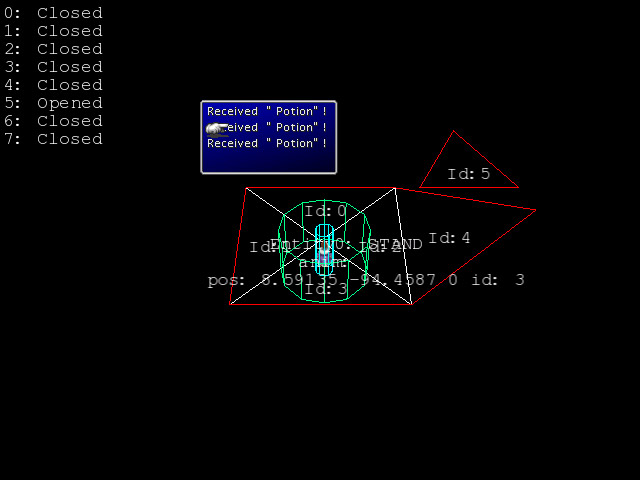 0: Closed
1: Closed
2: Closed
3: Closed
4: Closed
5: Opened
6: Closed
7: Closed
Received "Potion"!
eived "Potion"!
Received "Potion"!
Id:5
Id:0
Id:4
0: STAND
anim:
pos: 8.59135 -94.4587 0 id: 3
Id:3